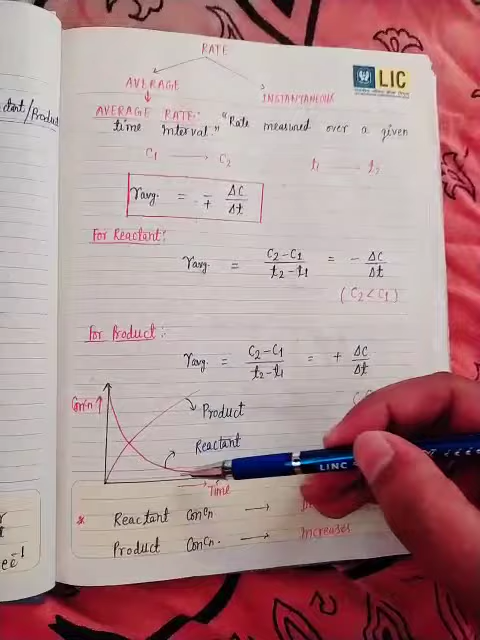 RATE
AVERAGE
INSTANTANEOUS
LIC
/Product
AVERAGE RATE:- "Rate measured over a given
time Interval."
C1 → C2
t1 → t2
ravg. = ∓ ΔC/Δt
For Reactant:-
ravg. = C2-C1/t2-t1 = - ΔC/Δt
(C2<C1)
For Product:-
ravg. = C2-C1/t2-t1 = + ΔC/Δt
Conc'n ↑
Product
Reactant
→ Time
* Reactant Concn →
Product Concn. → Increases
LINC